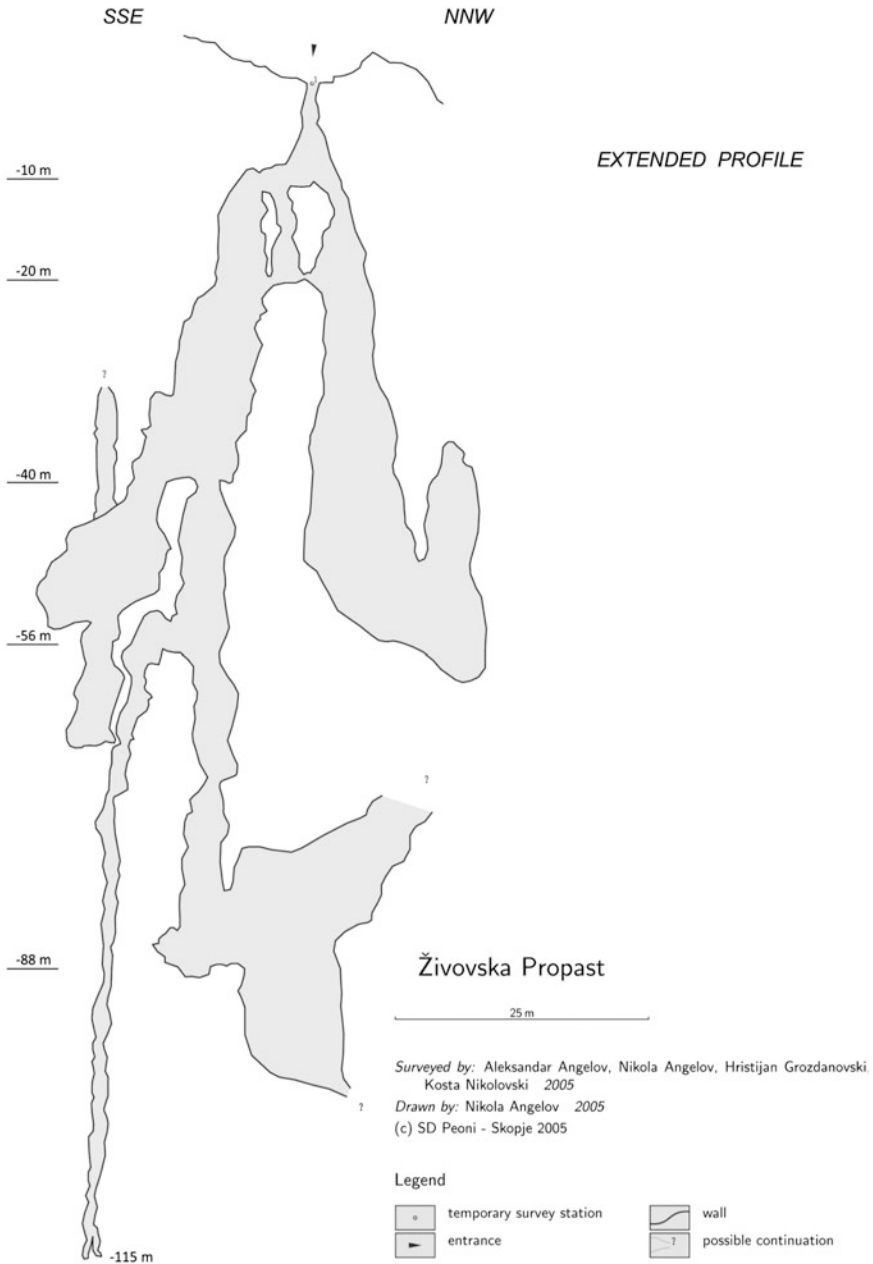 SSE
NNW
EXTENDED PROFILE
-10 m
-20 m
?
-40 m
-56 m
?
-88 m
Živovska Propast
25 m
Surveyed by: Aleksandar Angelov, Nikola Angelov, Hristijan Grozdanovski,
Kosta Nikolovski 2005
Drawn by: Nikola Angelov 2005
?
(c) SD Peoni - Skopje 2005
Legend
temporary survey station
wall
entrance
? possible continuation
-115 m